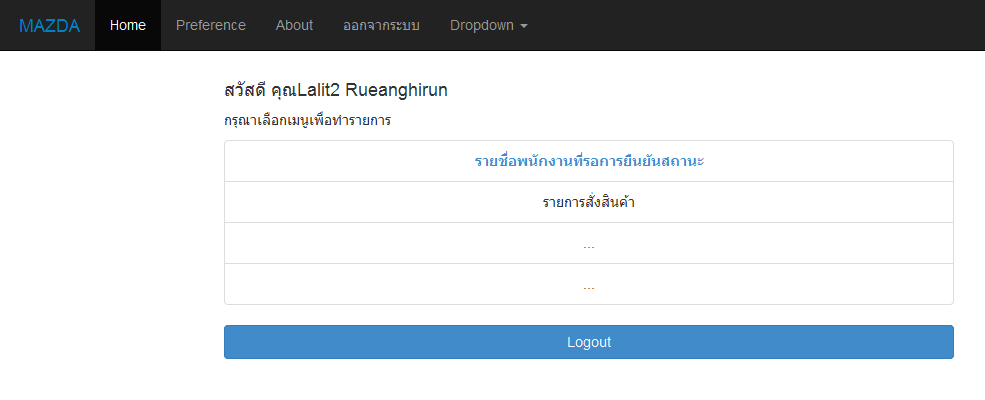 MAZDA Home Preference About ออกจากระบบ Dropdown
สวัสดี คุณLalit2 Rueanghirun
กรุณาเลือกเมนูเพื่อทำรายการ
รายชื่อพนักงานที่รอการยืนยันสถานะ
รายการสั่งสินค้า
...
...
Logout